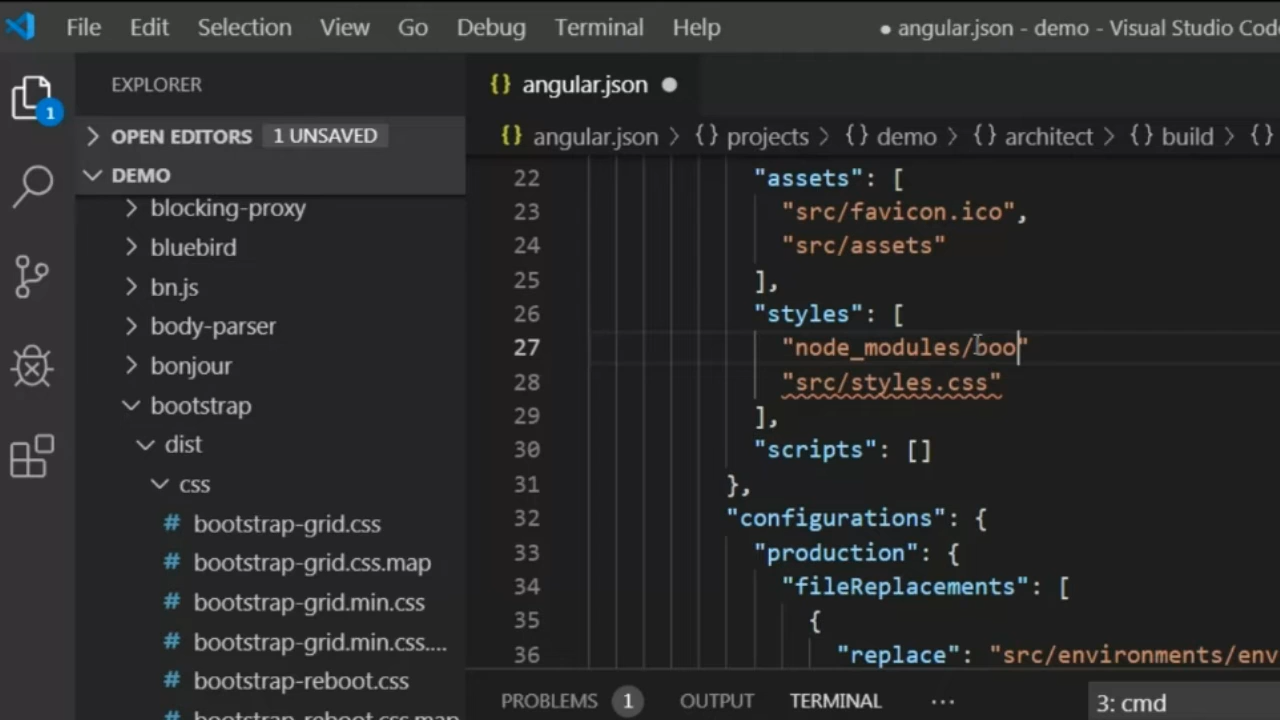 File Edit Selection View Go Debug Terminal Help ● angular.json - demo - Visual Studio Cod
EXPLORER
1
OPEN EDITORS 1 UNSAVED
DEMO
blocking-proxy
bluebird
bn.js
body-parser
bonjour
bootstrap
dist
css
# bootstrap-grid.css
# bootstrap-grid.css.map
# bootstrap-grid.min.css
# bootstrap-grid.min.css....
# bootstrap-reboot.css
bootstrap-reboot.css.map
{} angular.json ●
{} angular.json > {} projects > {} demo > {} architect > {} build > {}
22 "assets": [
23 "src/favicon.ico",
24 "src/assets"
25 ],
26 "styles": [
27 "node_modules/boo"
28 "src/styles.css"
29 ],
30 "scripts": []
31 },
32 "configurations": {
33 "production": {
34 "fileReplacements": [
35 {
36 "replace": "src/environments/env
PROBLEMS 1 OUTPUT TERMINAL ... 3: cmd